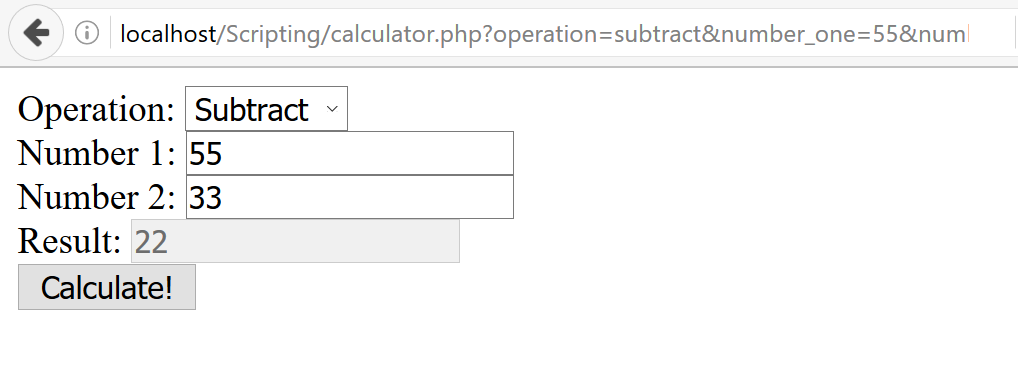 localhost/Scripting/calculator.php?operation=subtract&number_one=55&num
Operation: Subtract
Number 1: 55
Number 2: 33
Result: 22
Calculate!